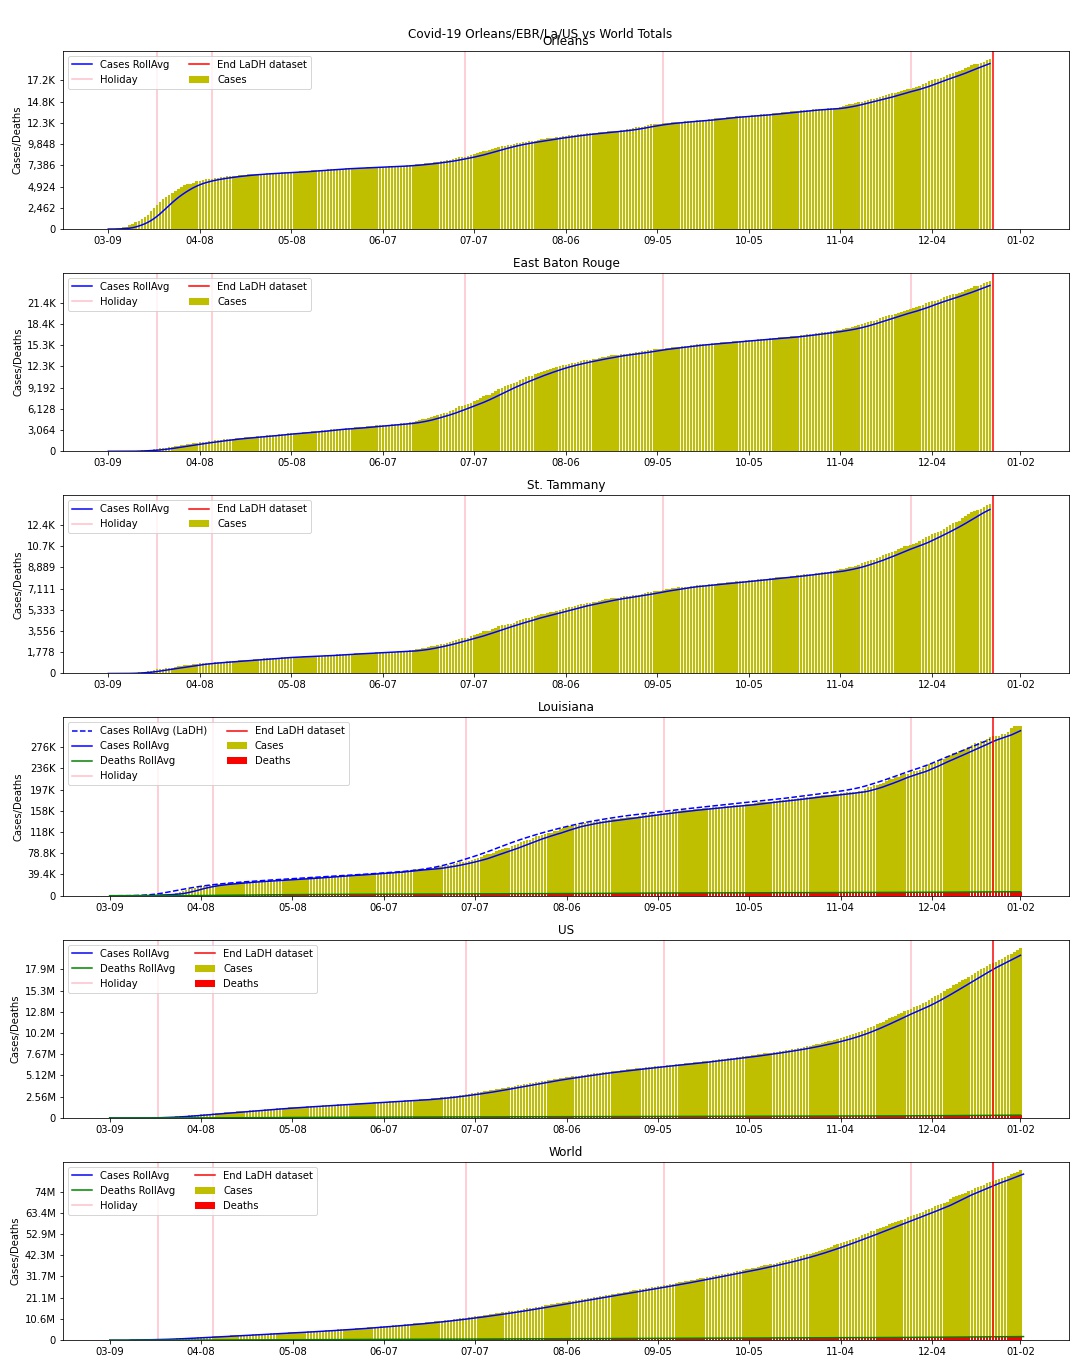 Covid-19 Orleans/EBR/La/US vs World Totals
Orleans
Cases RollAvg End LaDH dataset
Holiday Cases
Cases/Deaths
17.2K
14.8K
12.3K
9,848
7,386
4,924
2,462
0
03-09 04-08 05-08 06-07 07-07 08-06 09-05 10-05 11-04 12-04 01-02
East Baton Rouge
Cases RollAvg End LaDH dataset
Holiday Cases
Cases/Deaths
21.4K
18.4K
15.3K
12.3K
9,192
6,128
3,064
0
03-09 04-08 05-08 06-07 07-07 08-06 09-05 10-05 11-04 12-04 01-02
St. Tammany
Cases RollAvg End LaDH dataset
Holiday Cases
Cases/Deaths
12.4K
10.7K
8,889
7,111
5,333
3,556
1,778
0
03-09 04-08 05-08 06-07 07-07 08-06 09-05 10-05 11-04 12-04 01-02
Louisiana
Cases RollAvg (LaDH) End LaDH dataset
Cases RollAvg Cases
Deaths RollAvg Deaths
Holiday
Cases/Deaths
276K
236K
197K
158K
118K
78.8K
39.4K
0
03-09 04-08 05-08 06-07 07-07 08-06 09-05 10-05 11-04 12-04 01-02
US
Cases RollAvg End LaDH dataset
Deaths RollAvg Cases
Holiday Deaths
Cases/Deaths
17.9M
15.3M
12.8M
10.2M
7.67M
5.12M
2.56M
0
03-09 04-08 05-08 06-07 07-07 08-06 09-05 10-05 11-04 12-04 01-02
World
Cases RollAvg End LaDH dataset
Deaths RollAvg Cases
Holiday Deaths
Cases/Deaths
74M
63.4M
52.9M
42.3M
31.7M
21.1M
10.6M
0
03-09 04-08 05-08 06-07 07-07 08-06 09-05 10-05 11-04 12-04 01-02